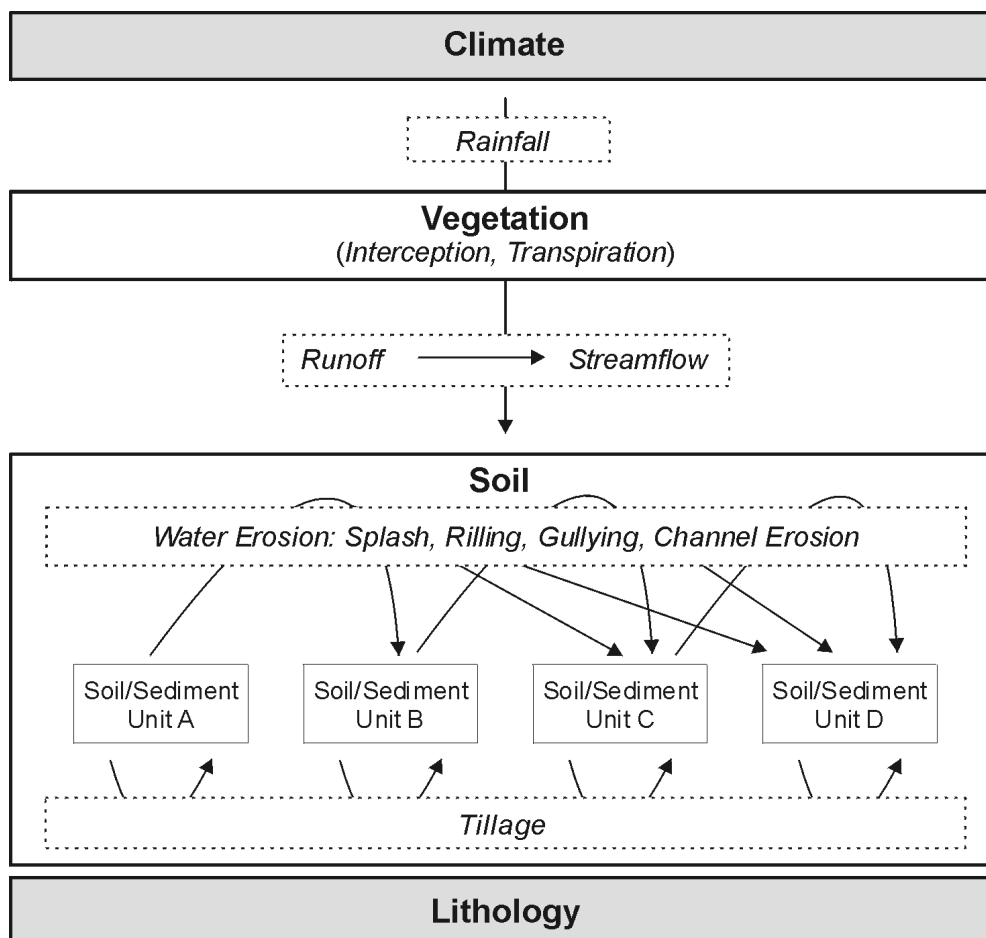 Climate
Rainfall
Vegetation
(Interception, Transpiration)
Runoff Streamflow
Soil
Water Erosion: Splash, Rilling, Gullying, Channel Erosion
Soil/Sediment
Unit A
Soil/Sediment
Unit B
Soil/Sediment
Unit C
Soil/Sediment
Unit D
Tillage
Lithology